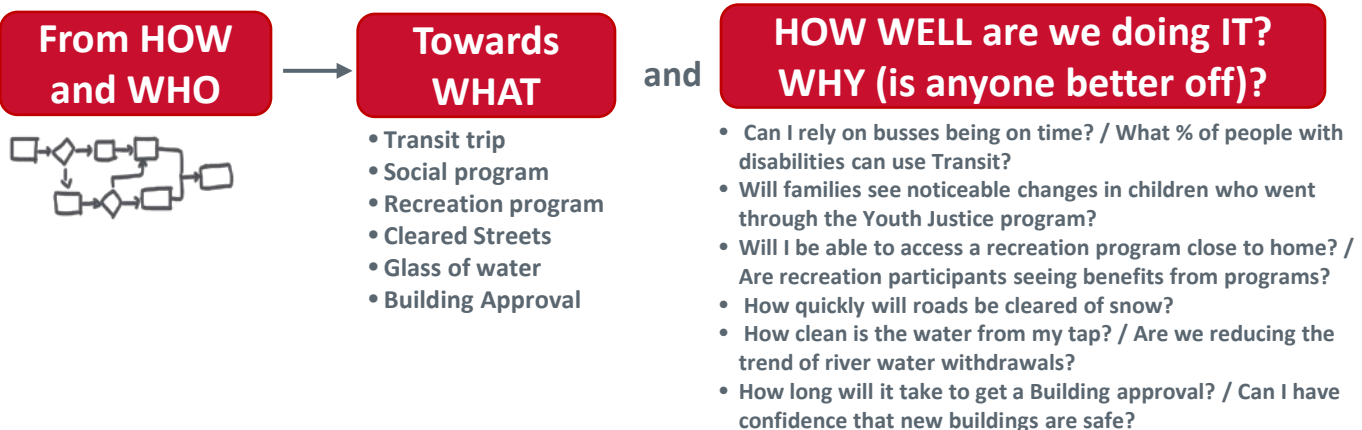 From HOW
and WHO
Towards
WHAT
• Transit trip
• Social program
• Recreation program
• Cleared Streets
• Glass of water
• Building Approval
and
HOW WELL are we doing IT?
WHY (is anyone better off)?
• Can I rely on busses being on time? / What % of people with
disabilities can use Transit?
• Will families see noticeable changes in children who went
through the Youth Justice program?
• Will I be able to access a recreation program close to home? /
Are recreation participants seeing benefits from programs?
• How quickly will roads be cleared of snow?
• How clean is the water from my tap? / Are we reducing the
trend of river water withdrawals?
• How long will it take to get a Building approval? / Can I have
confidence that new buildings are safe?